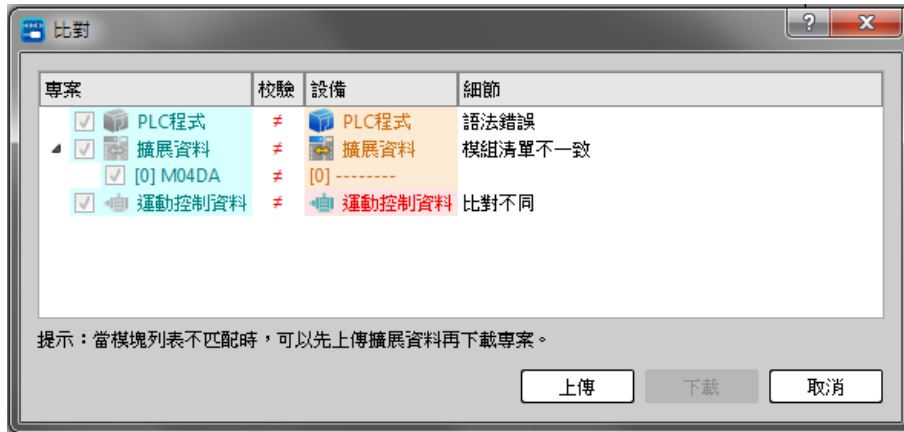 比對
專案 校驗 設備 細節
PLC程式 ≠ PLC程式 語法錯誤
擴展資料 ≠ 擴展資料 模組清單不一致
[0] M04DA ≠ [0] --------
運動控制資料 ≠ 運動控制資料 比對不同
提示：當模塊列表不匹配時，可以先上傳擴展資料再下載專案。
上傳 下載 取消